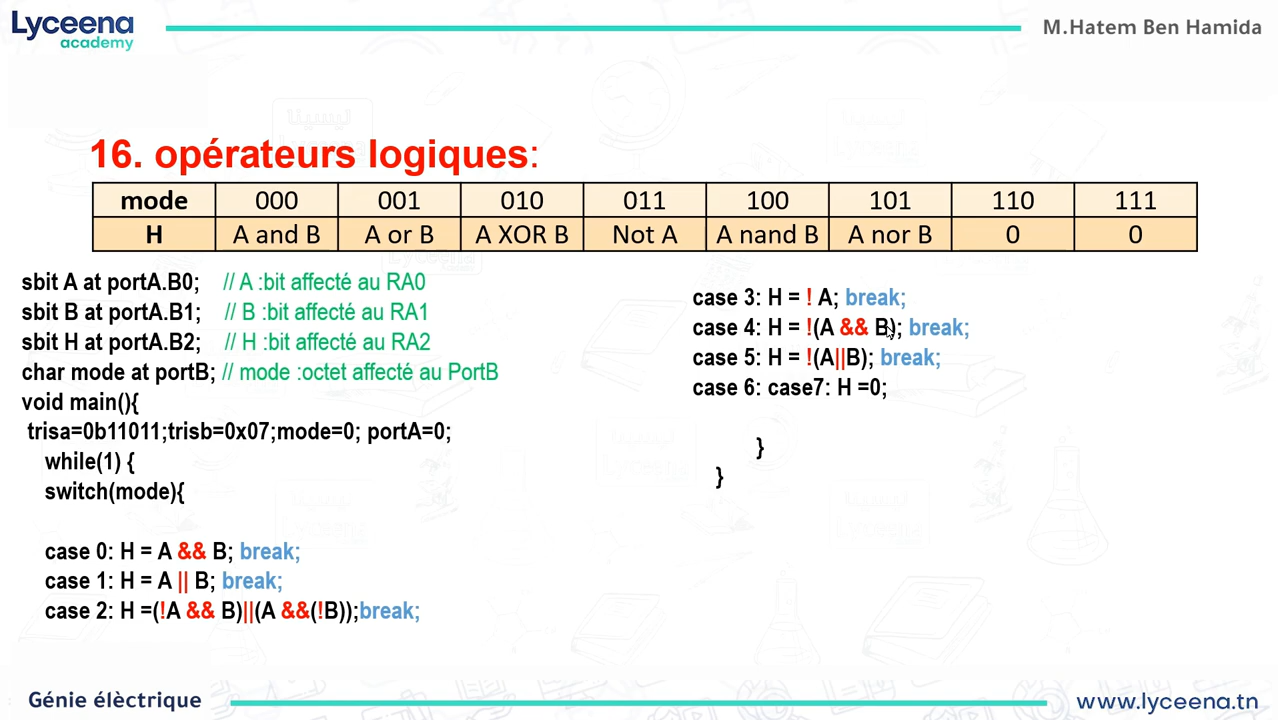 Lyceena
academy
M.Hatem Ben Hamida
16. opérateurs logiques:
mode 000 001 010 011 100 101 110 111
H A and B A or B A XOR B Not A A nand B A nor B 0 0
sbit A at portA.B0; // A :bit affecté au RA0
sbit B at portA.B1; // B :bit affecté au RA1
sbit H at portA.B2; // H :bit affecté au RA2
char mode at portB; // mode :octet affecté au PortB
void main(){
trisa=0b11011;trisb=0x07;mode=0; portA=0;
while(1) {
switch(mode){
case 0: H = A && B; break;
case 1: H = A || B; break;
case 2: H =(!A && B)||(A &&(!B));break;
case 3: H = ! A; break;
case 4: H = !(A && B); break;
case 5: H = !(A||B); break;
case 6: case7: H =0;
}
}
Génie élèctrique
www.lyceena.tn